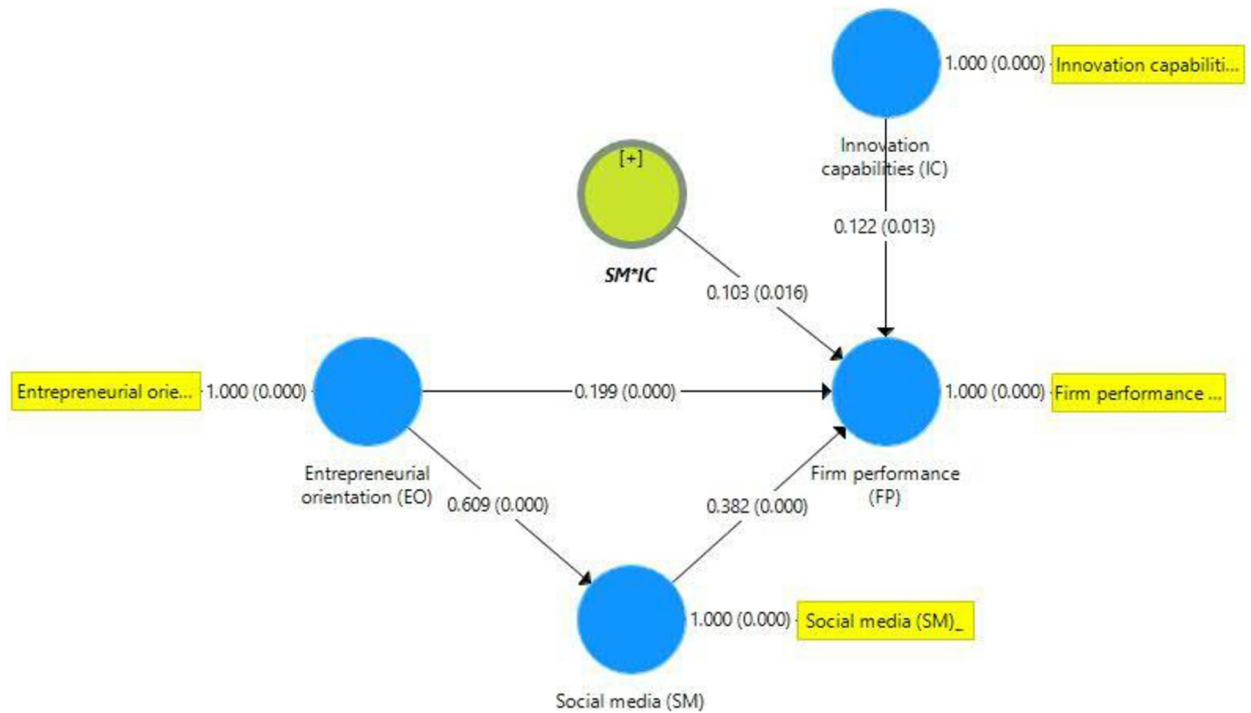 1.000 (0.000)
Innovation capabiliti...
Innovation
capabilities (IC)
[+]
SM*IC
0.122 (0.013)
0.103 (0.016)
Entrepreneurial orie...
1.000 (0.000)
0.199 (0.000)
1.000 (0.000)
Firm performance ...
Entrepreneurial
orientation (EO)
Firm performance
(FP)
0.609 (0.000)
0.382 (0.000)
1.000 (0.000)
Social media (SM)_
Social media (SM)